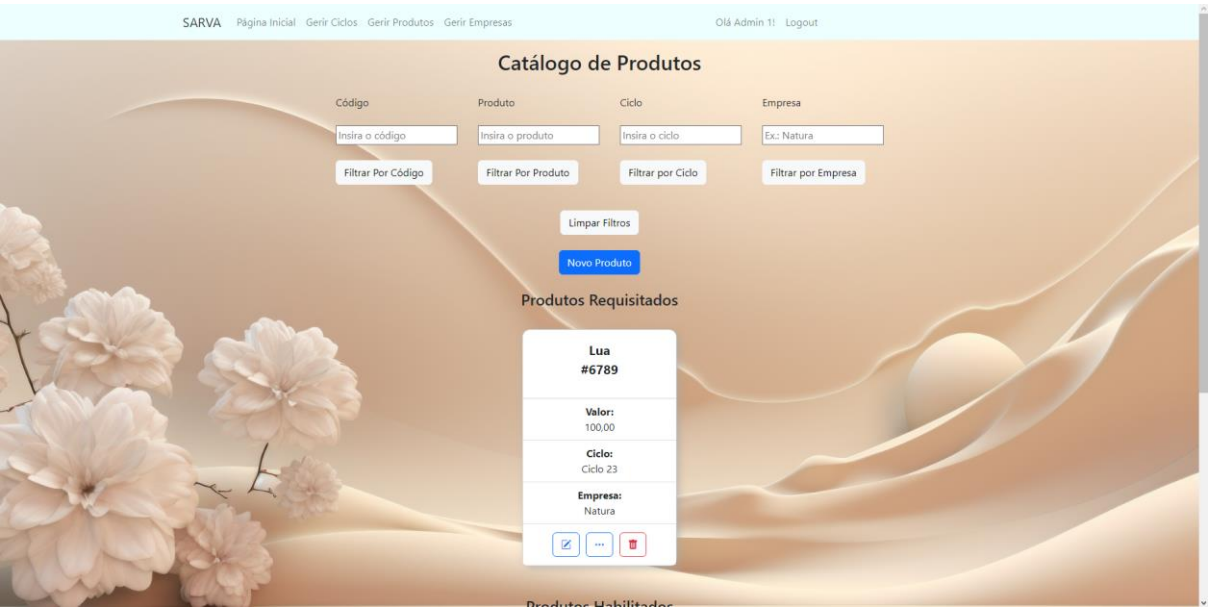 SARVA Página Inicial Gerir Ciclos Gerir Produtos Gerir Empresas Olá Admin 1! Logout
Catálogo de Produtos
Código Produto Ciclo Empresa
Insira o código Insira o produto Insira o ciclo Ex.: Natura
Filtrar Por Código Filtrar Por Produto Filtrar por Ciclo Filtrar por Empresa
Limpar Filtros
Novo Produto
Produtos Requisitados
Lua
#6789
Valor:
100,00
Ciclo:
Ciclo 23
Empresa:
Natura
Produtos Habilitados